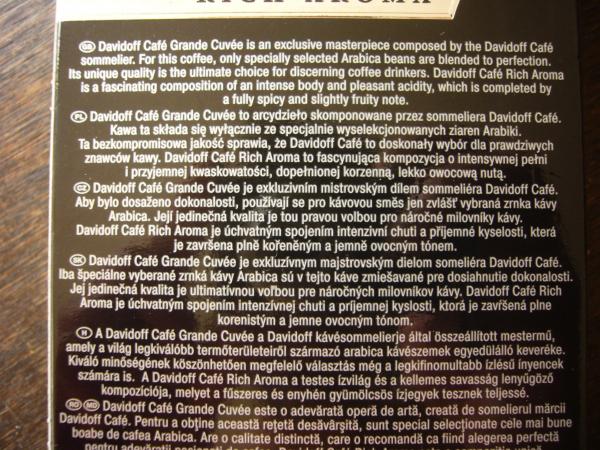 RICH AROMA
GB Davidoff Café Grande Cuvée is an exclusive masterpiece composed by the Davidoff Café
sommelier. For this coffee, only specially selected Arabica beans are blended to perfection.
Its unique quality is the ultimate choice for discerning coffee drinkers. Davidoff Café Rich Aroma
is a fascinating composition of an intense body and pleasant acidity, which is completed by
a fully spicy and slightly fruity note.
PL Davidoff Café Grande Cuvée to arcydzieło skomponowane przez sommeliera Davidoff Café.
Kawa ta składa się wyłącznie ze specjalnie wyselekcjonowanych ziaren Arabiki.
Ta bezkompromisowa jakość sprawia, że Davidoff Café to doskonały wybór dla prawdziwych
znawców kawy. Davidoff Café Rich Aroma to fascynująca kompozycja o intensywnej pełni
i przyjemnej kwaskowatości, dopełnionej korzenną, lekko owocową nutą.
CZ Davidoff Café Grande Cuvée je exkluzivním mistrovským dílem sommeliéra Davidoff Café.
Aby bylo dosaženo dokonalosti, používají se pro kávovou směs jen zvlášť vybraná zrnka kávy
Arabica. Její jedinečná kvalita je tou pravou volbou pro náročné milovníky kávy.
Davidoff Café Rich Aroma je úchvatným spojením intenzivní chuti a příjemné kyselosti, která
je završena plně kořeněným a jemně ovocným tónem.
SK Davidoff Café Grande Cuvée je exkluzívnym majstrovským dielom someliéra Davidoff Café.
Iba špeciálne vyberané zrnká kávy Arabica sú v tejto káve zmiešavané pre dosiahnutie dokonalosti.
Jej jedinečná kvalita je ultimatívnou voľbou pre náročných milovníkov kávy. Davidoff Café Rich
Aroma je úchvatným spojením intenzívnej chuti a príjemnej kyslosti, ktorá je zavŕšená plne
korenistým a jemne ovocným tónom.
H A Davidoff Café Grande Cuvée a Davidoff kávésommelierje által összeállított mestermű,
amely a világ legkiválóbb termőterületeiről származó arabica kávészemek egyedülálló keveréke.
Kiváló minőségének köszönhetően megfelelő választás még a legkifinomultabb ízlésű ínyencek
számára is. A Davidoff Café Rich Aroma a testes ízvilág és a kellemes savasság lenyűgöző
kompozíciója, melyet a fűszeres és enyhén gyümölcsös ízjegyek tesznek teljessé.
RO MD Davidoff Café Grande Cuvée este o adevărată operă de artă, creată de somelierul mărcii
Davidoff Café. Pentru a obţine această reţetă desăvârşită, sunt special selecţionate cele mai bune
boabe de cafea Arabica. Are o calitate distinctă, care o recomandă ca fiind alegerea perfectă
pentru adevăraţii pasionaţi de cafea. Davidoff Café Rich